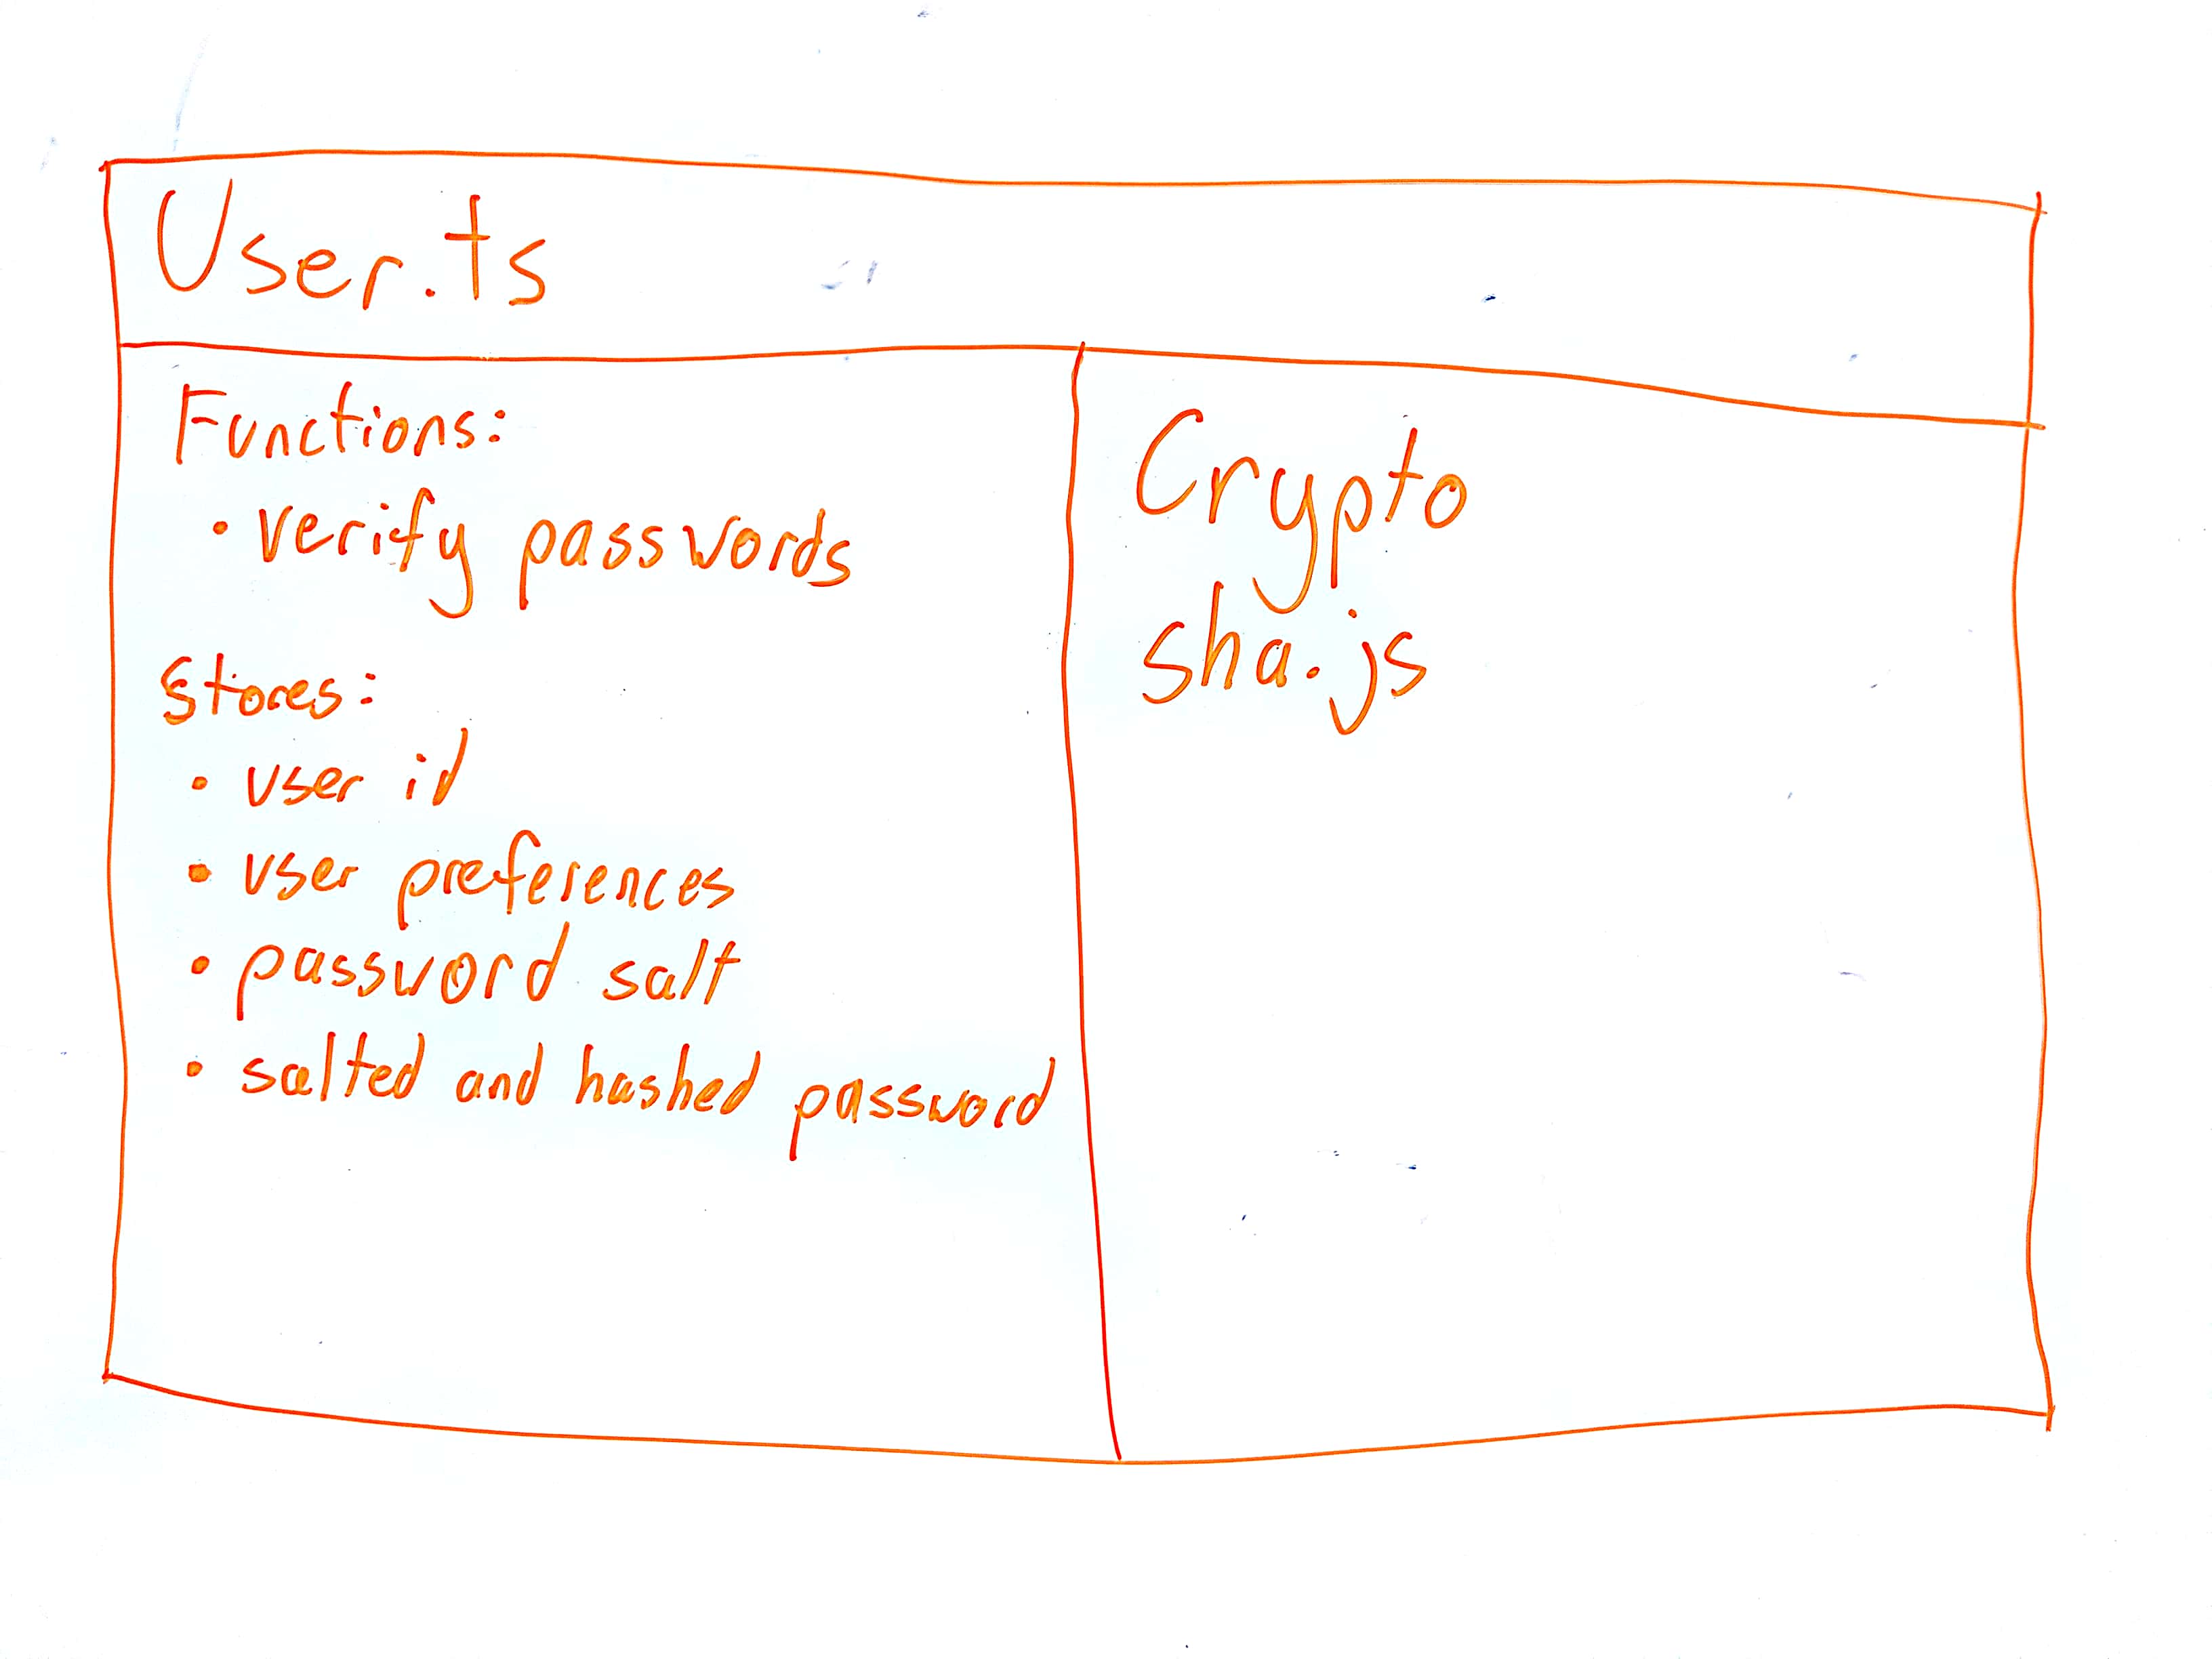 User.ts
Functions:
• verify passwords
Stores:
• user id
• user preferences
• password salt
• salted and hashed password
Crypto
sha.js